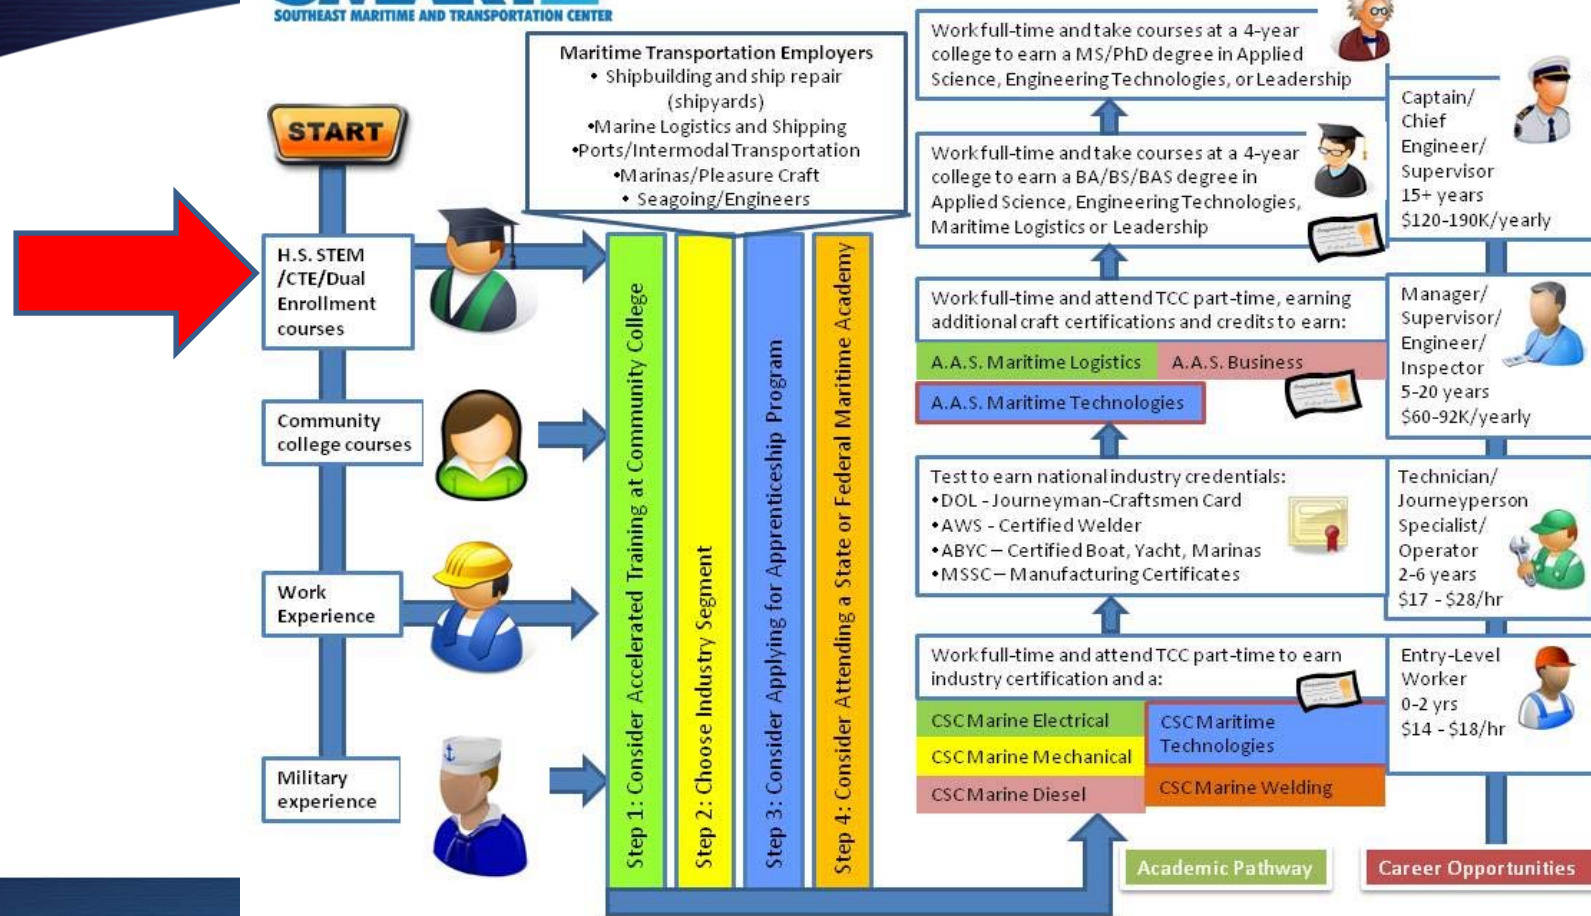 SOUTHEAST MARITIME AND TRANSPORTATION CENTER
START
H.S. STEM
/CTE/Dual
Enrollment
courses
Community
college courses
Work
Experience
Military
experience
Maritime Transportation Employers
• Shipbuilding and ship repair
(shipyards)
•Marine Logistics and Shipping
•Ports/Intermodal Transportation
•Marinas/Pleasure Craft
• Seagoing/Engineers
Step 1: Consider Accelerated Training at Community College
Step 2: Choose Industry Segment
Step 3: Consider Applying for Apprenticeship Program
Step 4: Consider Attending a State or Federal Maritime Academy
Work full-time and take courses at a 4-year
college to earn a MS/PhD degree in Applied
Science, Engineering Technologies, or Leadership
Work full-time and take courses at a 4-year
college to earn a BA/BS/BAS degree in
Applied Science, Engineering Technologies,
Maritime Logistics or Leadership
Work full-time and attend TCC part-time, earning
additional craft certifications and credits to earn:
A.A.S. Maritime Logistics
A.A.S. Business
A.A.S. Maritime Technologies
Test to earn national industry credentials:
•DOL - Journeyman-Craftsmen Card
•AWS - Certified Welder
•ABYC – Certified Boat, Yacht, Marinas
•MSSC – Manufacturing Certificates
Work full-time and attend TCC part-time to earn
industry certification and a:
CSC Marine Electrical
CSC Marine Mechanical
CSC Marine Diesel
CSC Maritime
Technologies
CSC Marine Welding
Captain/
Chief
Engineer/
Supervisor
15+ years
$120-190K/yearly
Manager/
Supervisor/
Engineer/
Inspector
5-20 years
$60-92K/yearly
Technician/
Journeyperson
Specialist/
Operator
2-6 years
$17 - $28/hr
Entry-Level
Worker
0-2 yrs
$14 - $18/hr
Academic Pathway
Career Opportunities